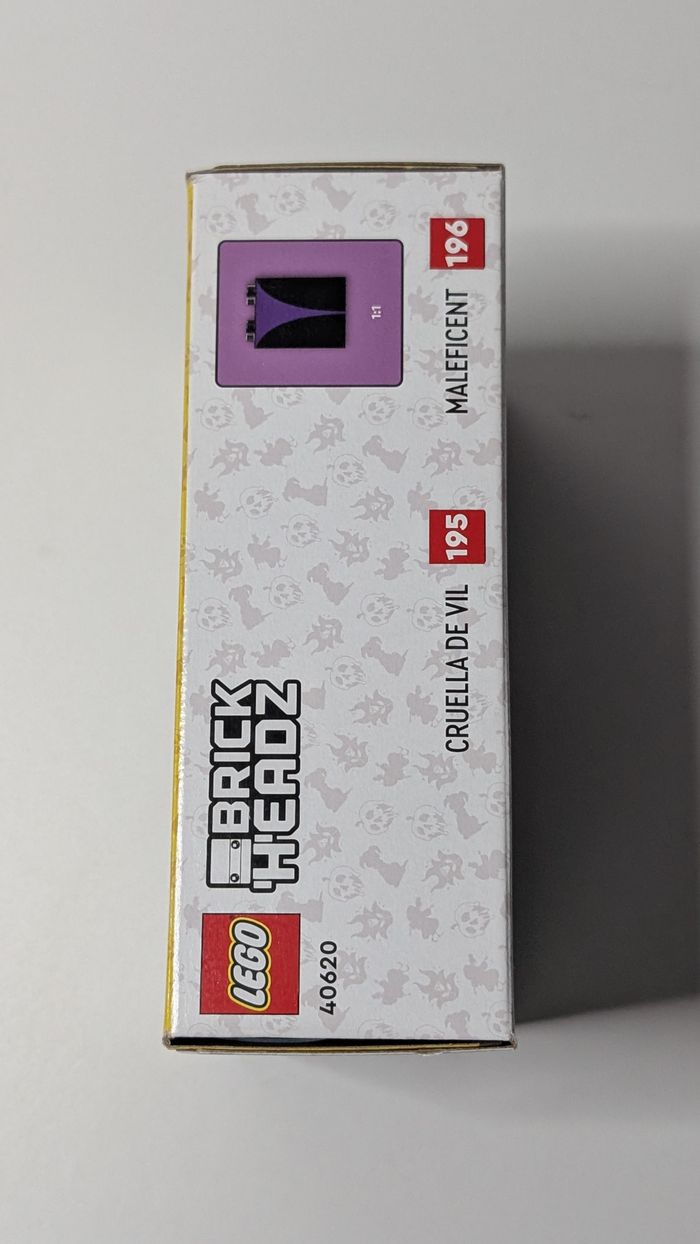 LEGO
BRICK
HEADZ
40620
CRUELLA DE VIL 195
MALEFICENT 196
1:1